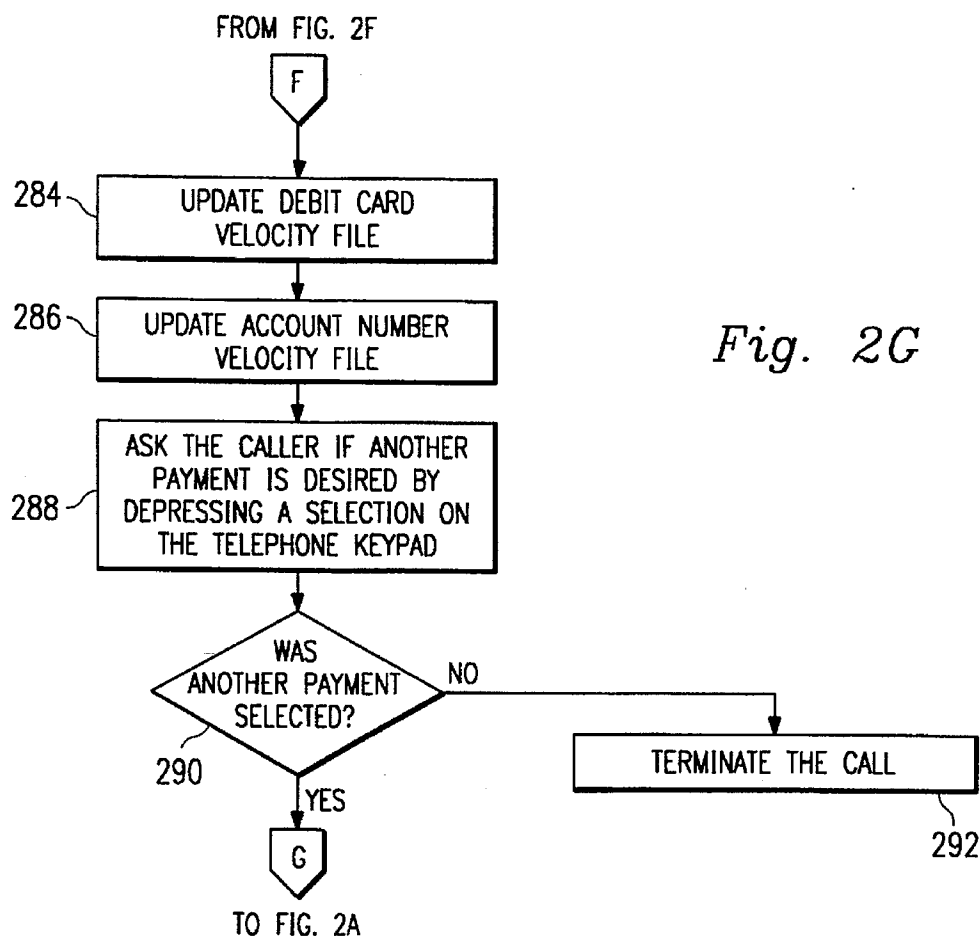 FROM FIG. 2F
F
284
UPDATE DEBIT CARD
VELOCITY FILE
286
UPDATE ACCOUNT NUMBER
VELOCITY FILE
Fig. 2G
288
ASK THE CALLER IF ANOTHER
PAYMENT IS DESIRED BY
DEPRESSING A SELECTION ON
THE TELEPHONE KEYPAD
WAS
ANOTHER PAYMENT
SELECTED?
NO
290
YES
TERMINATE THE CALL
292
G
TO FIG. 2A